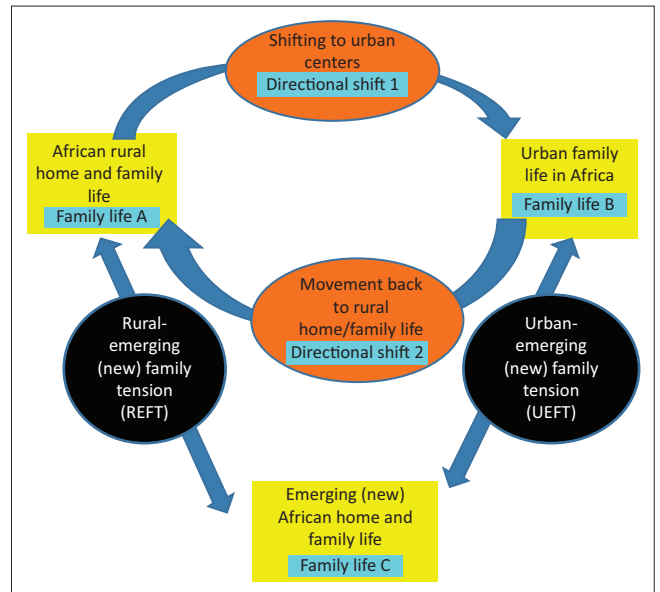 Shifting to urban
centers
Directional shift 1
African rural
home and family
life
Family life A
Urban family
life in Africa
Family life B
Movement back
to rural
home/family life
Directional shift 2
Rural-
emerging
(new) family
tension
(REFT)
Urban-
emerging
(new) family
tension
(UEFT)
Emerging (new)
African home and
family life
Family life C